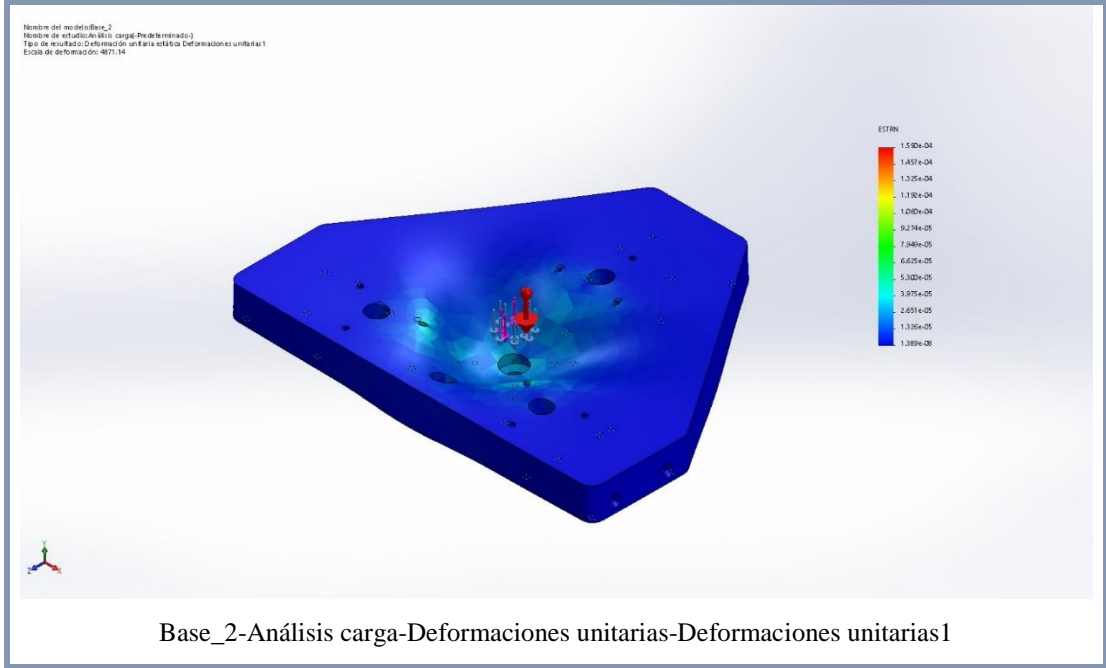 Nombre del modelo:Base_2
Nombre de estudio:Análisis carga(-Predeterminado-)
Tipo de resultado: Deformación unitaria estática Deformaciones unitarias1
Escala de deformación: 4871.14
ESTRN
1.590e-04
1.457e-04
1.325e-04
1.192e-04
1.060e-04
9.274e-05
7.949e-05
6.625e-05
5.300e-05
3.975e-05
2.651e-05
1.326e-05
1.389e-08
Y
Z
X
Base_2-Análisis carga-Deformaciones unitarias-Deformaciones unitarias1